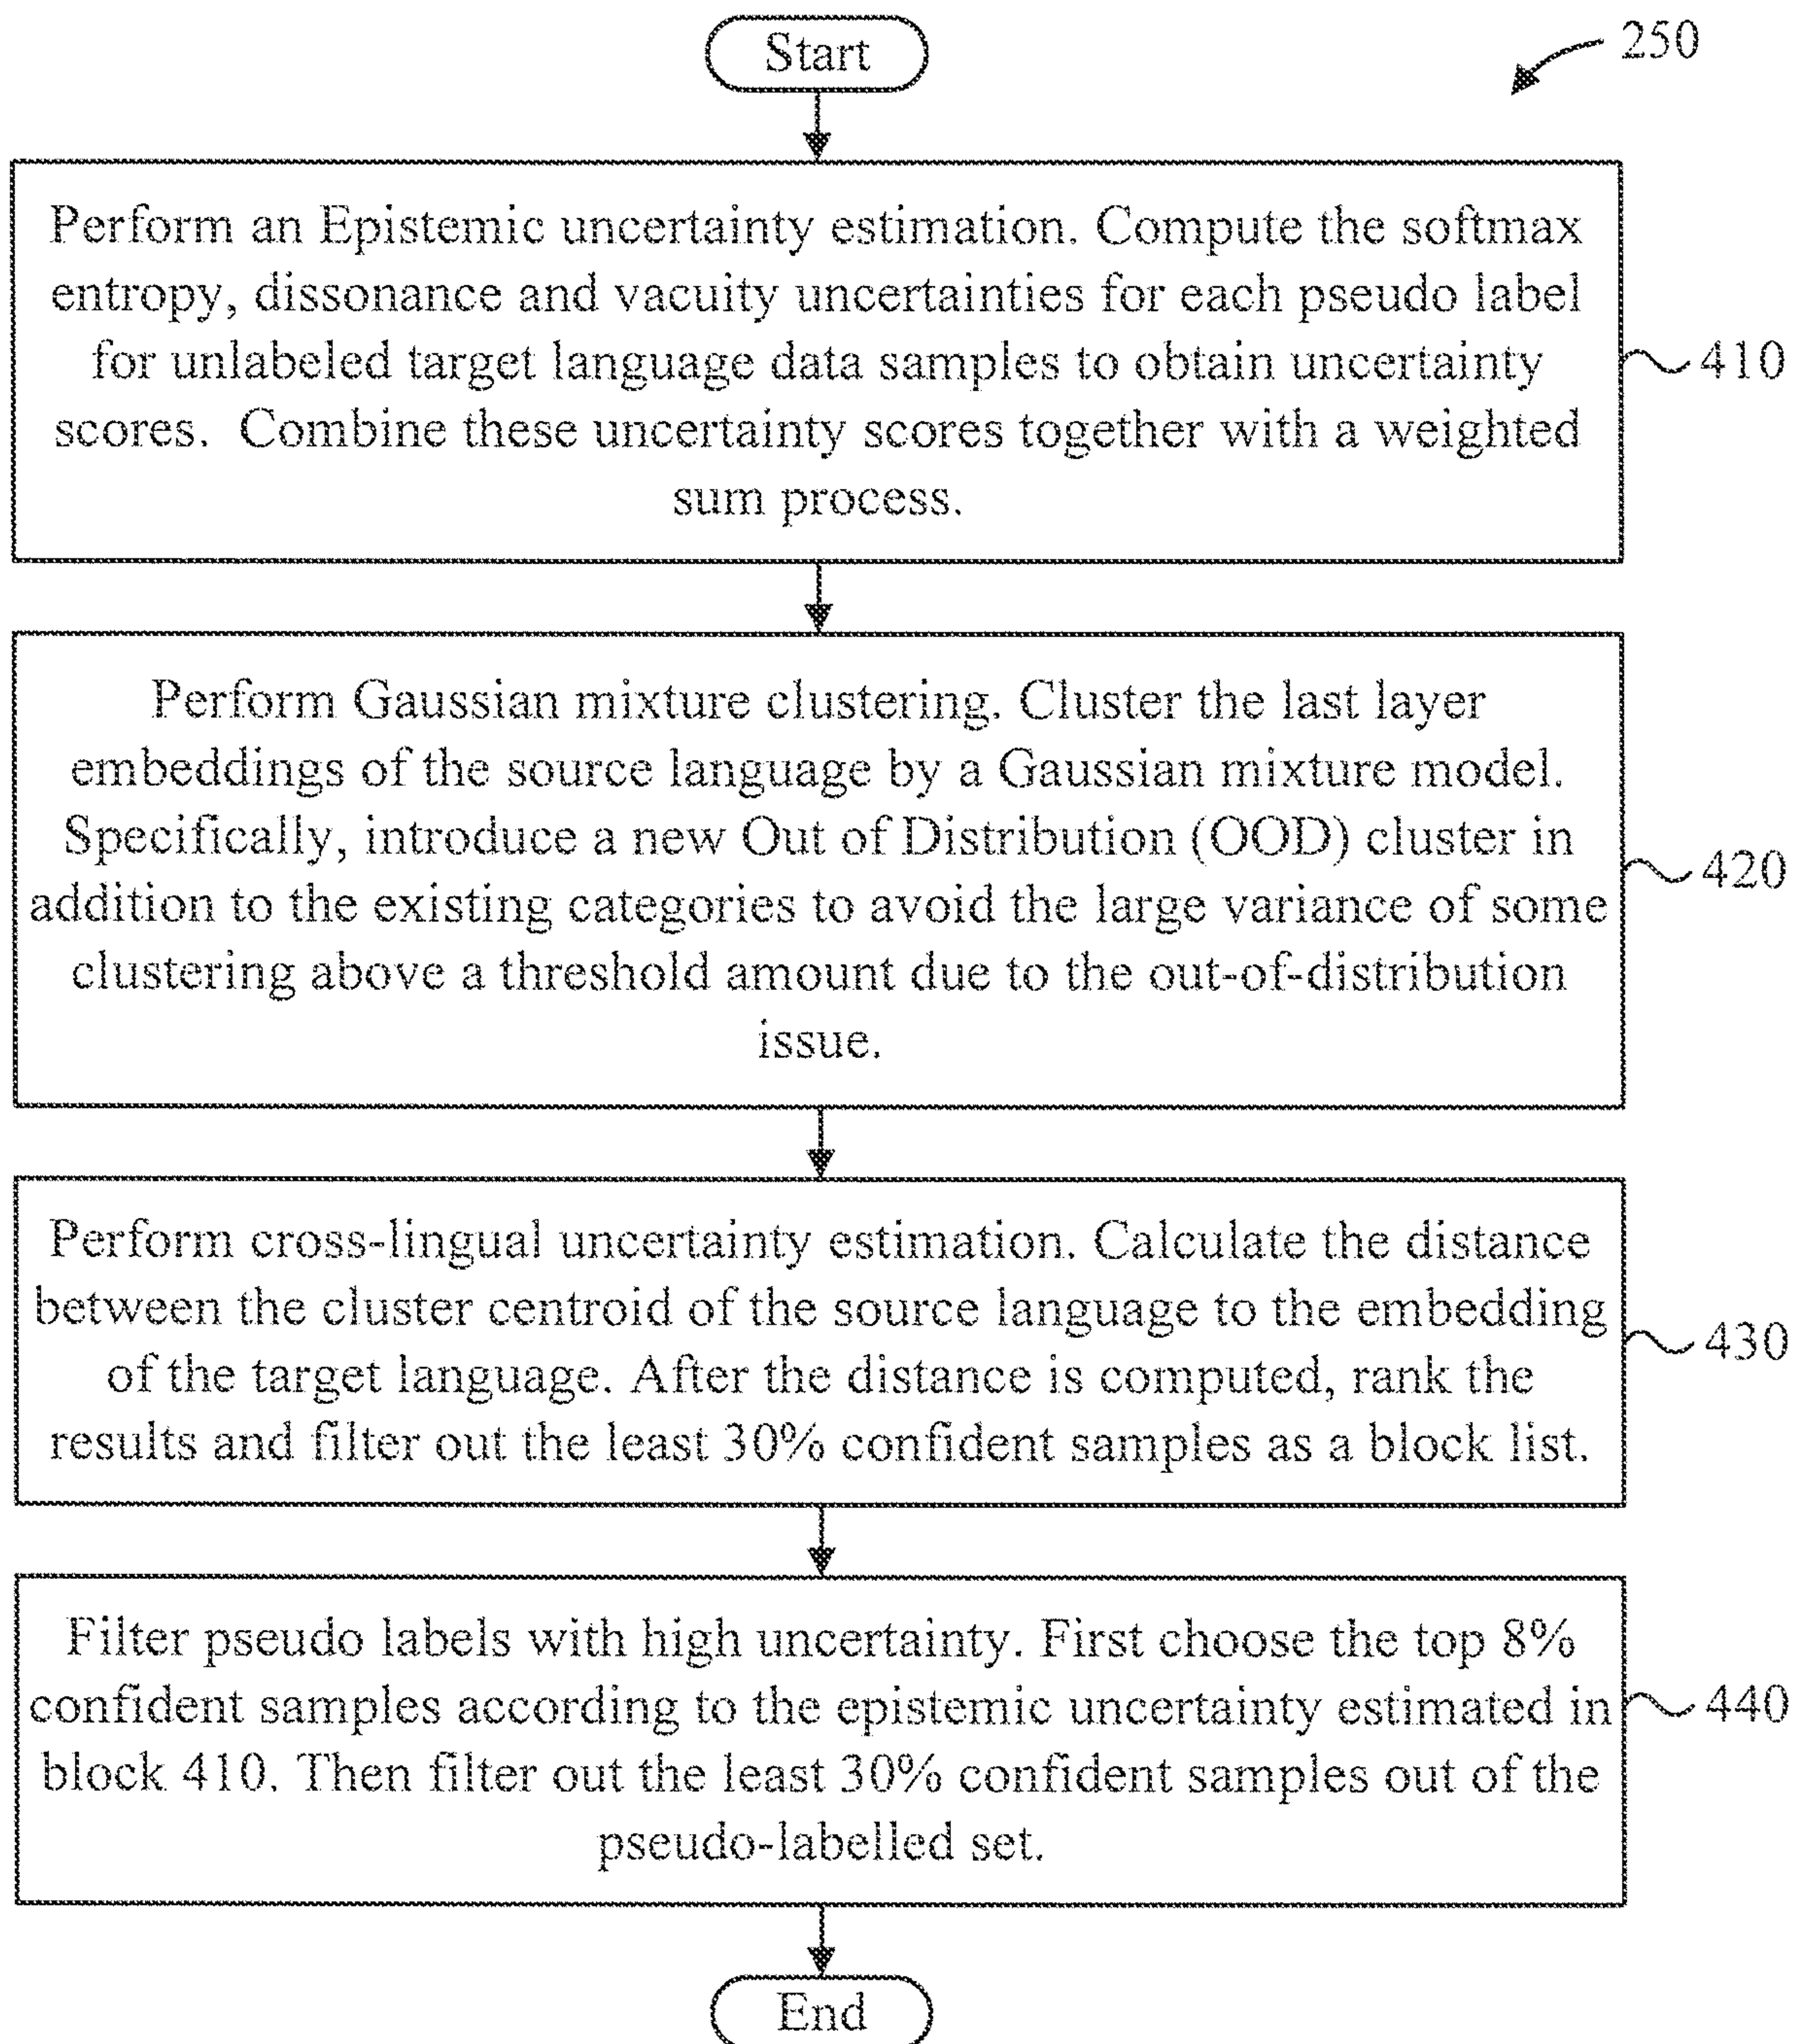 Start
250
Perform an Epistemic uncertainty estimation. Compute the softmax
entropy, dissonance and vacuity uncertainties for each pseudo label
for unlabeled target language data samples to obtain uncertainty
scores.  Combine these uncertainty scores together with a weighted
sum process.
410
Perform Gaussian mixture clustering. Cluster the last layer
embeddings of the source language by a Gaussian mixture model.
Specifically, introduce a new Out of Distribution (OOD) cluster in
addition to the existing categories to avoid the large variance of some
clustering above a threshold amount due to the out-of-distribution
issue.
420
Perform cross-lingual uncertainty estimation. Calculate the distance
between the cluster centroid of the source language to the embedding
of the target language. After the distance is computed, rank the
results and filter out the least 30% confident samples as a block list.
430
Filter pseudo labels with high uncertainty. First choose the top 8%
confident samples according to the epistemic uncertainty estimated in
block 410. Then filter out the least 30% confident samples out of the
pseudo-labelled set.
440
End